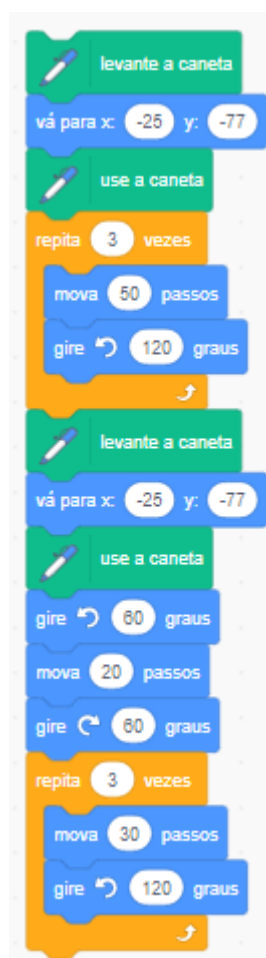 levante a caneta
vá para x: -25 y: -77
use a caneta
repita 3 vezes
mova 50 passos
gire 120 graus
levante a caneta
vá para x: -25 y: -77
use a caneta
gire 60 graus
mova 20 passos
gire 60 graus
repita 3 vezes
mova 30 passos
gire 120 graus